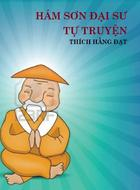 HÁM SƠN ĐẠI SƯ
TỰ TRUYỆN
THÍCH HẰNG ĐẠT